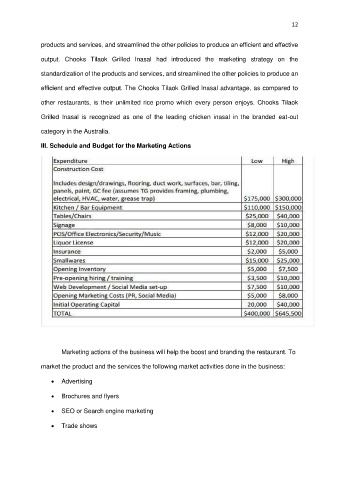 12
products and services, and streamlined the other policies to produce an efficient and effective
output. Chooks Tilaok Grilled Inasal had introduced the marketing strategy on the
standardization of the products and services, and streamlined the other policies to produce an
efficient and effective output. The Chooks Tilaok Grilled Inasal advantage, as compared to
other restaurants, is their unlimited rice promo which every person enjoys. Chooks Tilaok
Grilled Inasal is recognized as one of the leading chicken inasal in the branded eat-out
category in the Australia.
III. Schedule and Budget for the Marketing Actions
Expenditure Low High
Construction Cost
Includes design/drawings, flooring, duct work, surfaces, bar, tiling,
panels, paint, GC fee (assumes TG provides framing, plumbing,
electrical, HVAC, water, grease trap) $175,000 $300,000
Kitchen / Bar Equipment $110,000 $150,000
Tables/Chairs $25,000 $40,000
Signage $8,000 $10,000
POS/Office Electronics/Security/Music $12,000 $20,000
Liquor License $12,000 $20,000
Insurance $2,000 $5,000
Smallwares $15,000 $25,000
Opening Inventory $5,000 $7,500
Pre-opening hiring / training $3,500 $10,000
Web Development / Social Media set-up $7,500 $10,000
Opening Marketing Costs (PR, Social Media) $5,000 $8,000
Initial Operating Capital 20,000 $40,000
TOTAL $400,000 $645,500
Marketing actions of the business will help the boost and branding the restaurant. To
market the product and the services the following market activities done in the business:
• Advertising
• Brochures and flyers
• SEO or Search engine marketing
• Trade shows